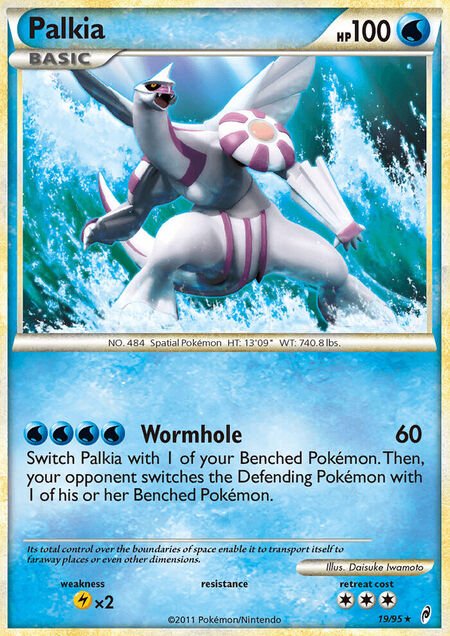 Palkia HP100
BASIC
NO. 484 Spatial Pokémon HT: 13'09" WT: 740.8 lbs.
Wormhole 60
Switch Palkia with 1 of your Benched Pokémon. Then,
your opponent switches the Defending Pokémon with
1 of his or her Benched Pokémon.
Its total control over the boundaries of space enable it to transport itself to
faraway places or even other dimensions.
Illus. Daisuke Iwamoto
weakness resistance retreat cost
×2
©2011 Pokémon/Nintendo 19/95 ★